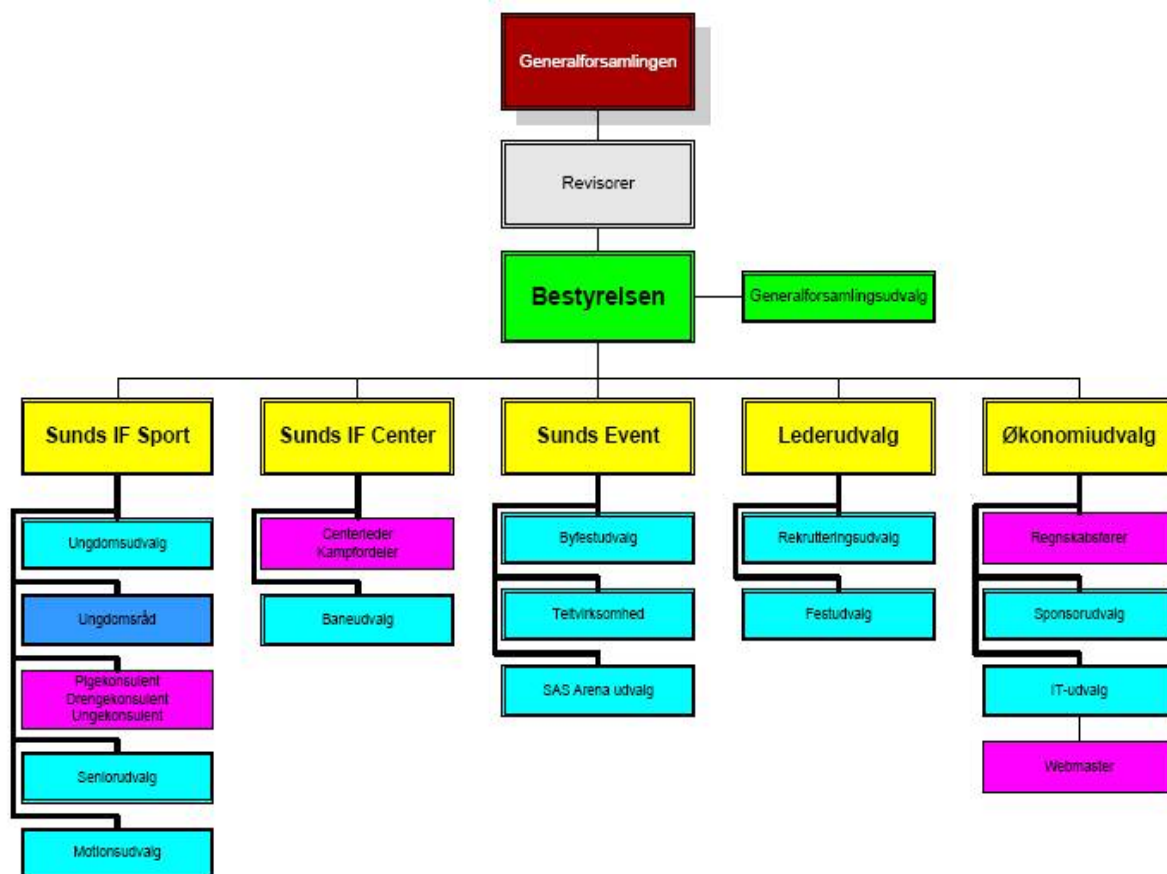 Generalforsamlingen
Revisorer
Bestyrelsen
Generalforsamlingsudvalg
Sunds IF Sport
Sunds IF Center
Sunds Event
Lederudvalg
Økonomiudvalg
Ungdomsudvalg
Ungdomsråd
Pigekonsulent
Drengekonsulent
Ungekonsulent
Seniorudvalg
Motionsudvalg
Centerleder
Kampfordeler
Baneudvalg
Byfestudvalg
Teltvirksomhed
SAS Arena udvalg
Rekrutteringsudvalg
Festudvalg
Regnskabsfører
Sponsorudvalg
IT-udvalg
Webmaster